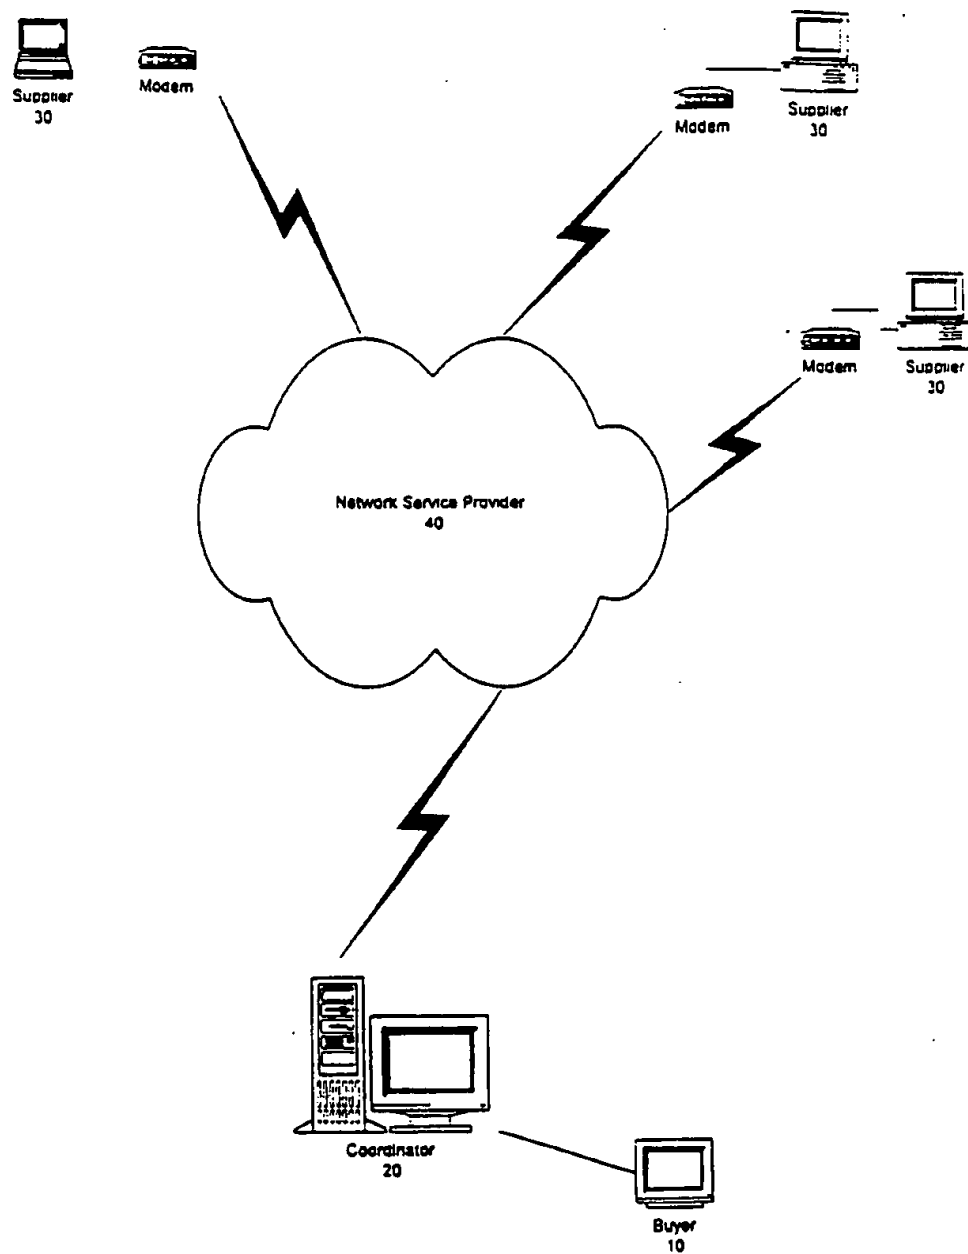 Supplier
30
Modem
Modem
Supplier
30
Modem
Supplier
30
Network Service Provider
40
Coordinator
20
Buyer
10